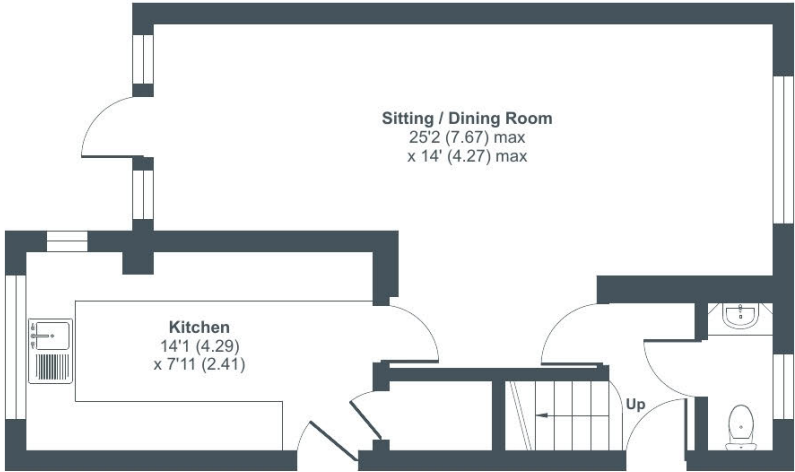 Sitting / Dining Room
25'2 (7.67) max
x 14' (4.27) max
Kitchen
14'1 (4.29)
x 7'11 (2.41)
Up